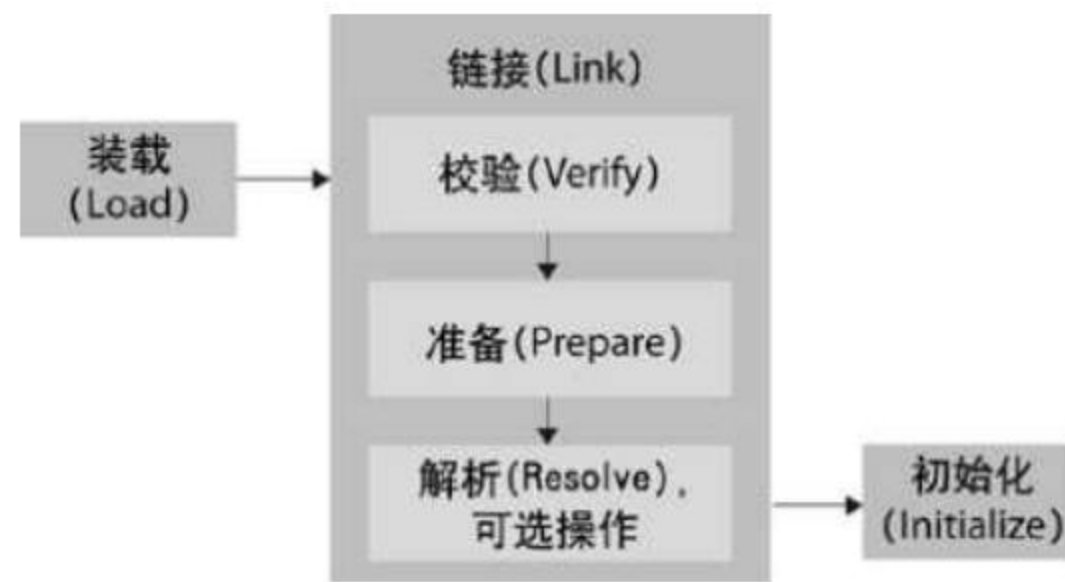 装载
(Load)
链接(Link)
校验(Verify)
准备(Prepare)
解析(Resolve),
可选操作
初始化
(Initialize)